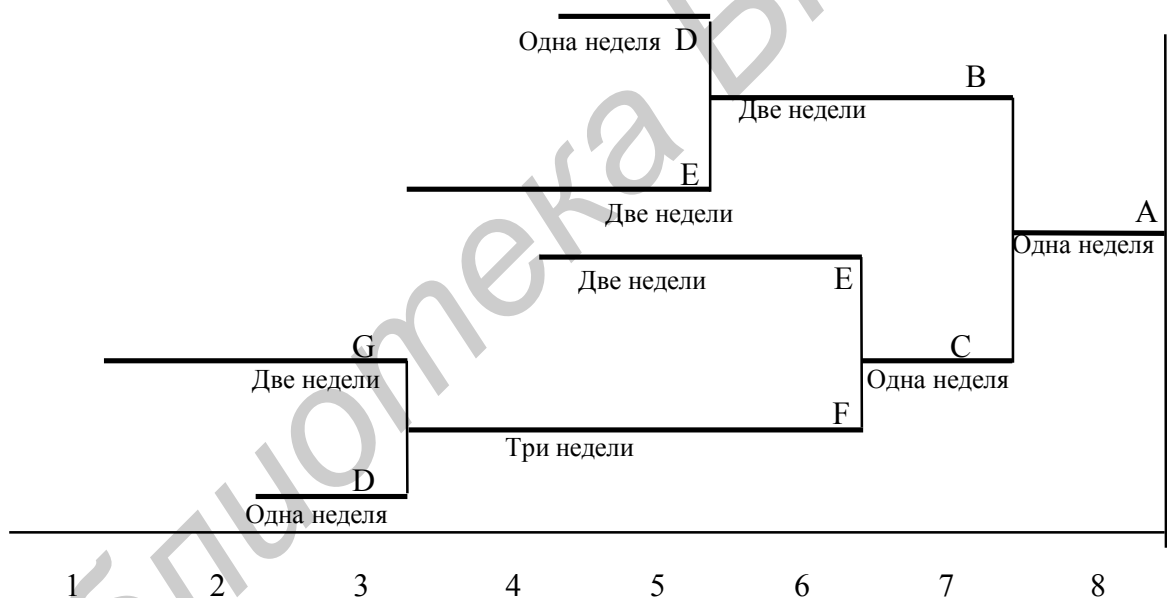 Одна неделя D
B
Две недели
E
Две недели
A
Одна неделя
Две недели E
G
Две недели
C
Одна неделя
F
Три недели
D
Одна неделя
1 2 3 4 5 6 7 8